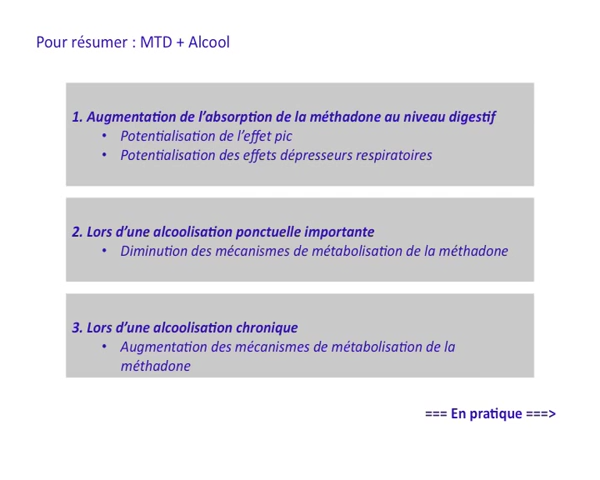 Pour résumer : MTD + Alcool
1. Augmentation de l’absorption de la méthadone au niveau digestif
• Potentialisation de l’effet pic
• Potentialisation des effets dépresseurs respiratoires
2. Lors d’une alcoolisation ponctuelle importante
• Diminution des mécanismes de métabolisation de la méthadone
3. Lors d’une alcoolisation chronique
• Augmentation des mécanismes de métabolisation de la
méthadone
=== En pratique ===>